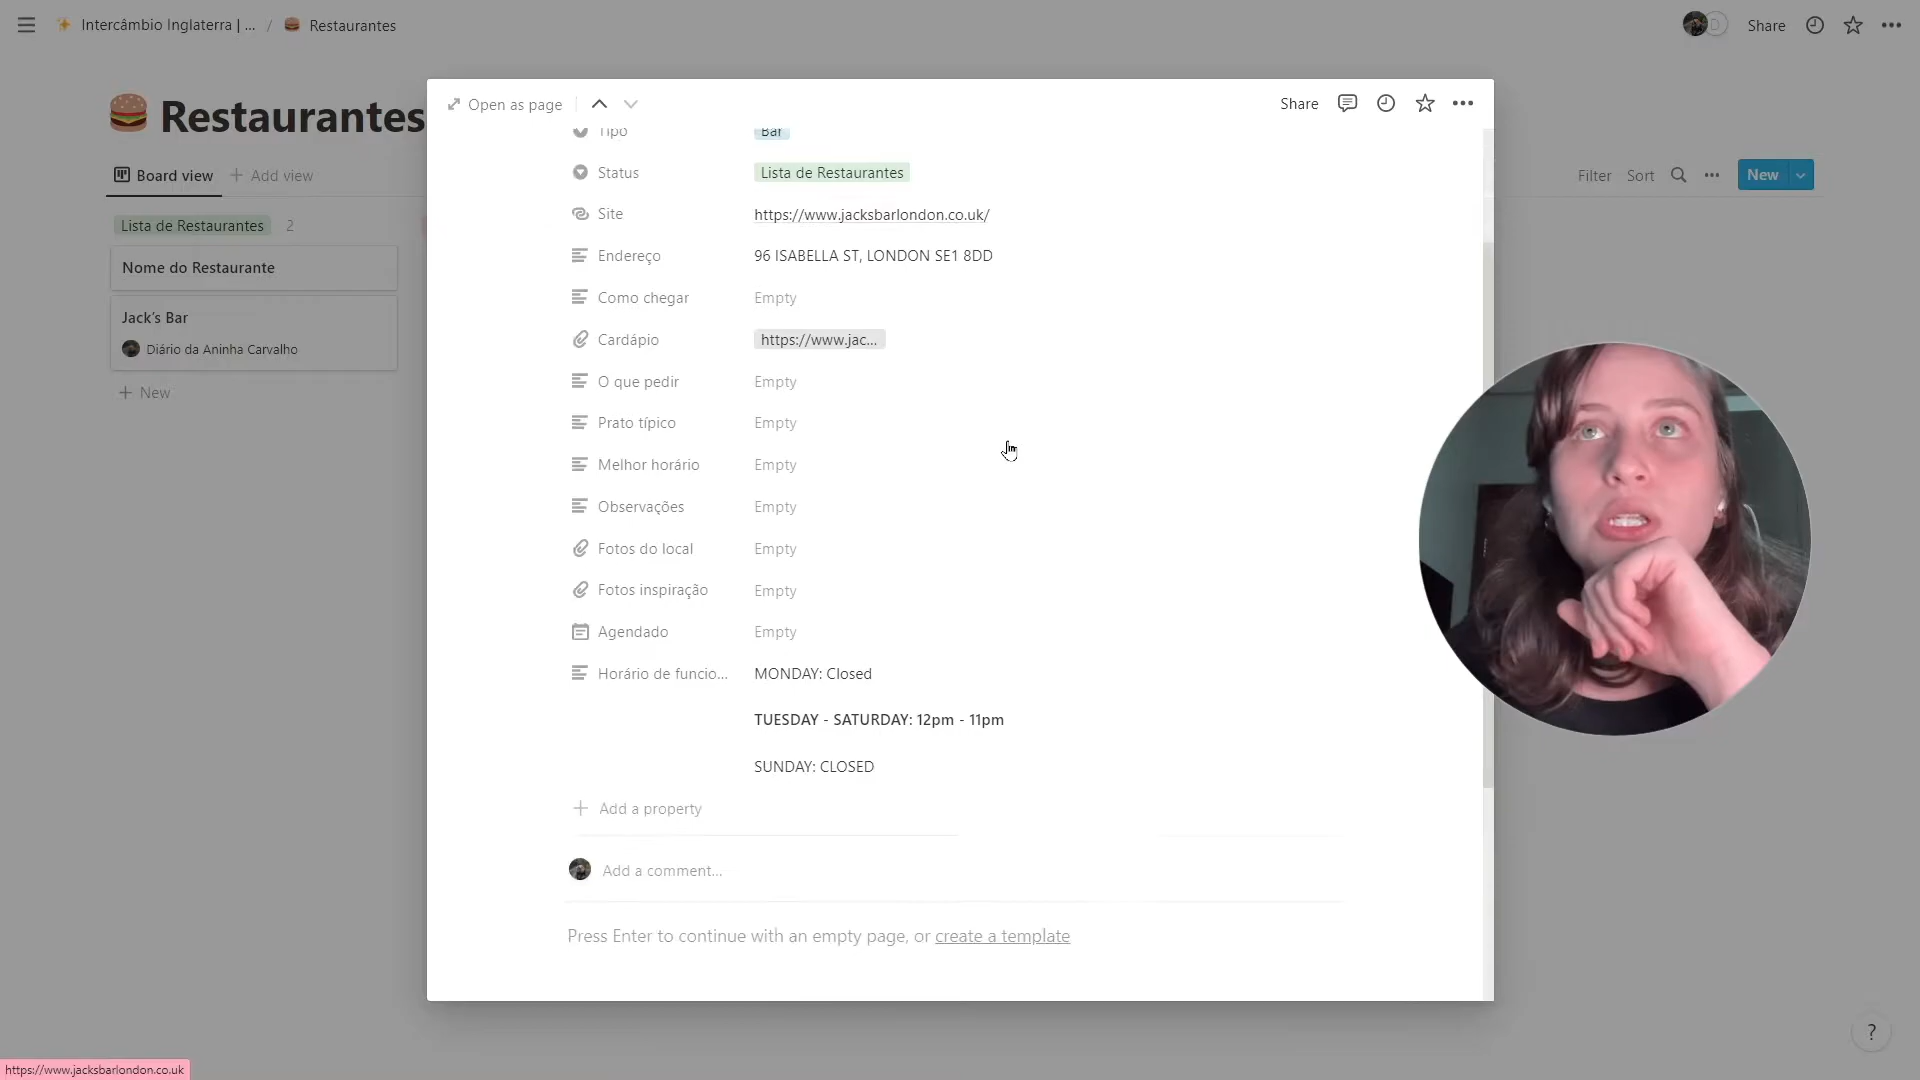 Intercâmbio Inglaterra | ... / Restaurantes
Share
Restaurantes
Board view
Add view
Filter
Sort
New
Lista de Restaurantes 2
Nome do Restaurante
Jack's Bar
Diário da Aninha Carvalho
New
Open as page
Share
Tipo Bar
Status Lista de Restaurantes
Site https://www.jacksbarlondon.co.uk/
Endereço 96 ISABELLA ST, LONDON SE1 8DD
Como chegar Empty
Cardápio https://www.jac...
O que pedir Empty
Prato típico Empty
Melhor horário Empty
Observações Empty
Fotos do local Empty
Fotos inspiração Empty
Agendado Empty
Horário de funcio... MONDAY: Closed
TUESDAY - SATURDAY: 12pm - 11pm
SUNDAY: CLOSED
Add a property
Add a comment...
Press Enter to continue with an empty page, or create a template
?
https://www.jacksbarlondon.co.uk